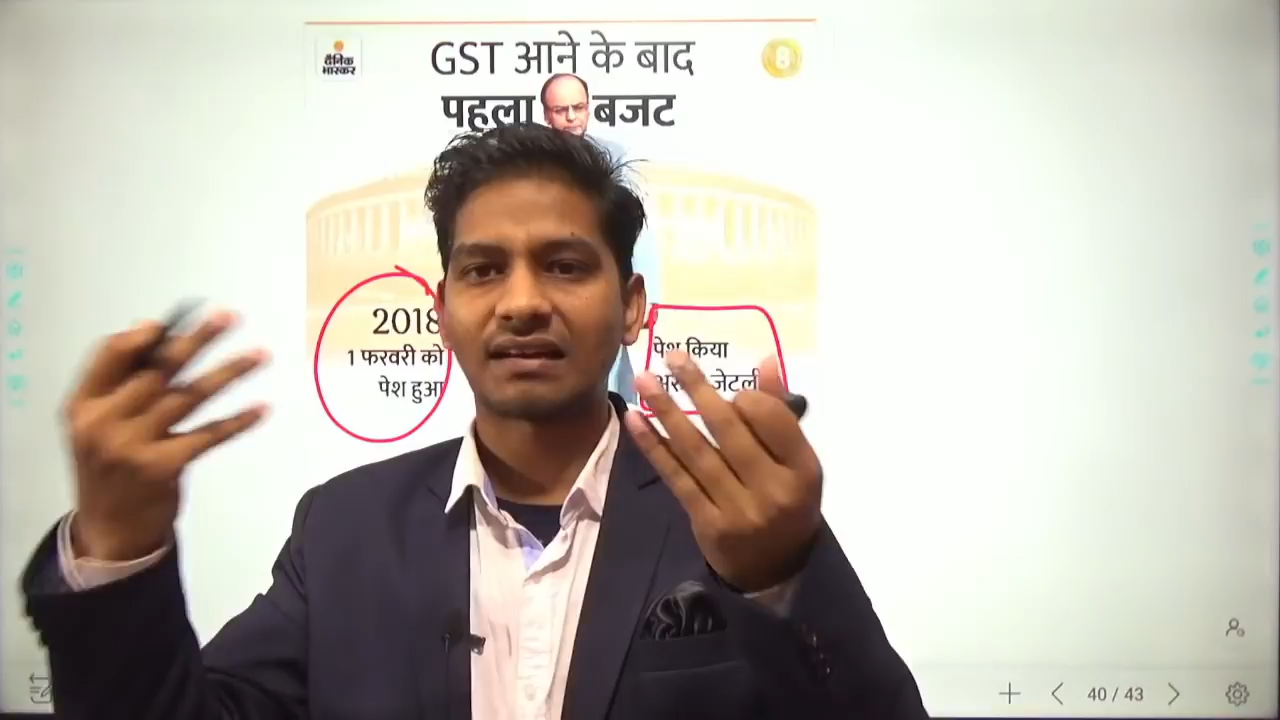 दैनिक
भास्कर
GST आने के बाद
पहला बजट
2018
1 फरवरी को
पेश हुआ
पेश किया
जेटली
40 / 43